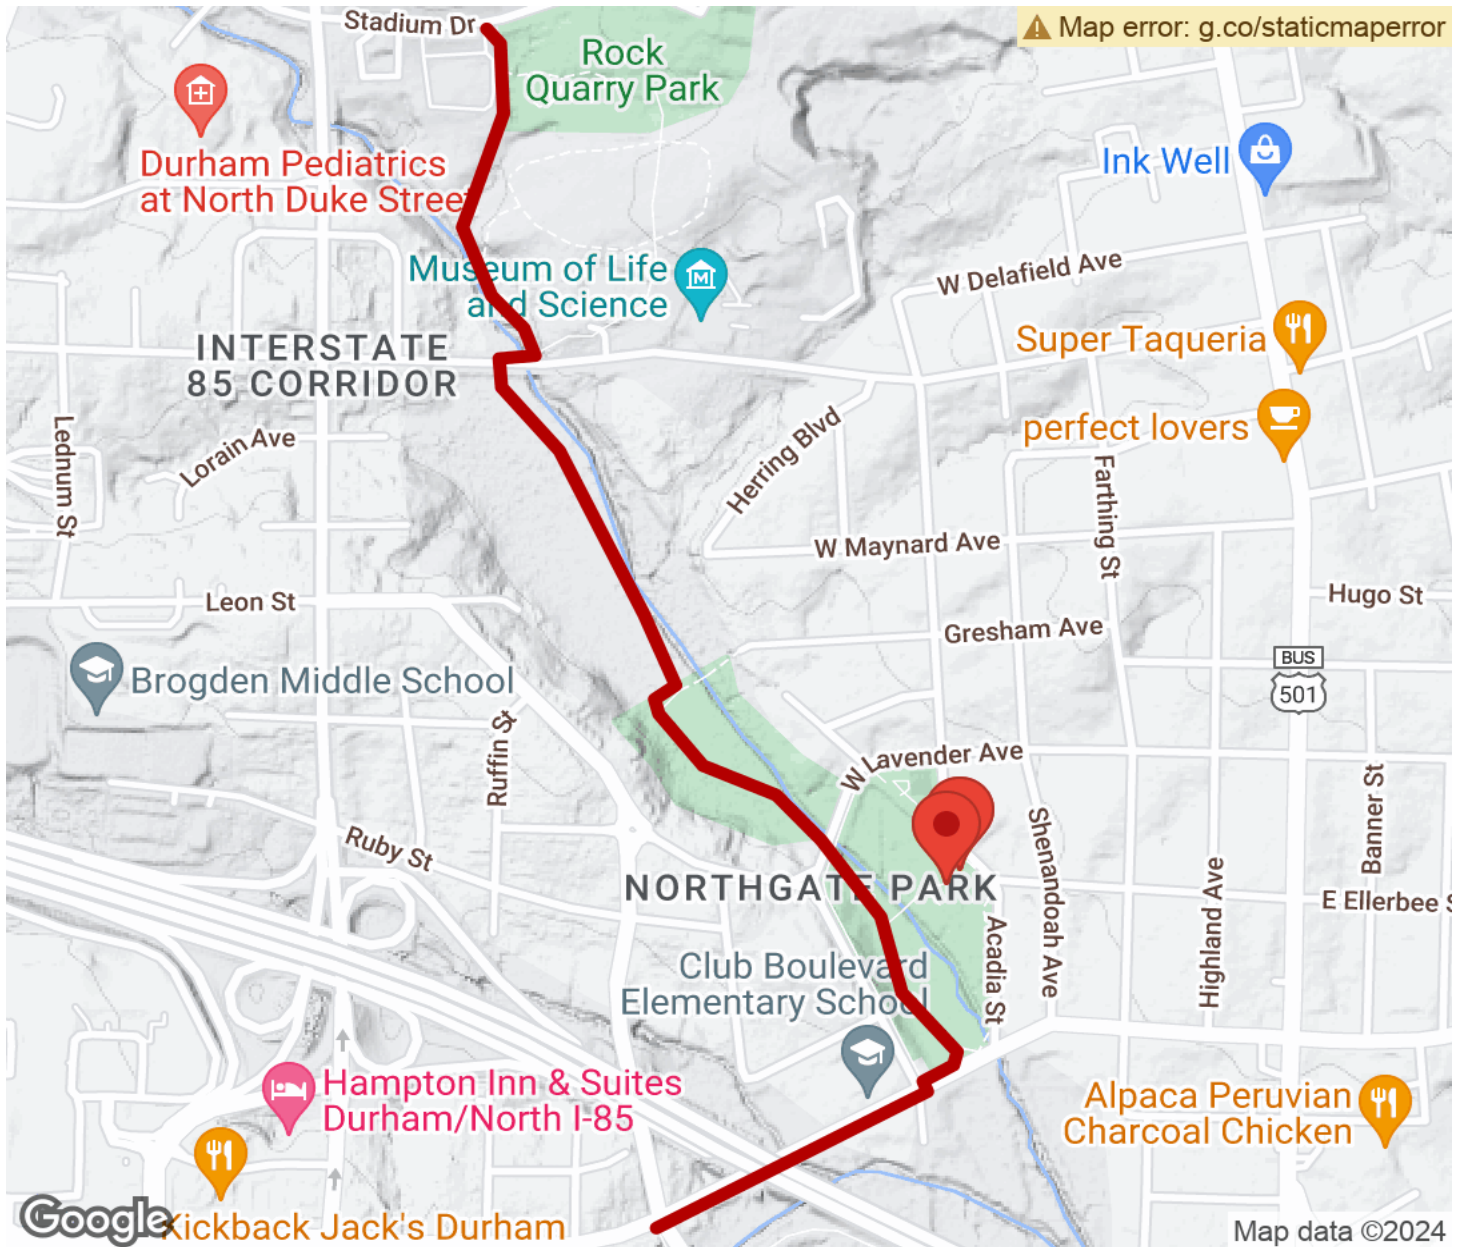 Stadium Dr
Map error: g.co/staticmaperror
Rock
Quarry Park
Durham Pediatrics
at North Duke Street
Ink Well
Museum of Life
and Science
W Delafield Ave
INTERSTATE
85 CORRIDOR
Super Taqueria
Lednum St
Lorain Ave
Herring Blvd
perfect lovers
Farthing St
W Maynard Ave
Leon St
Hugo St
Gresham Ave
BUS
501
Brogden Middle School
Ruffin St
W Lavender Ave
Banner St
Ruby St
Shenandoah Ave
NORTHGATE PARK
Highland Ave
E Ellerbee S
Acadia St
Club Boulevard
Elementary School
Hampton Inn & Suites
Durham/North I-85
Alpaca Peruvian
Charcoal Chicken
Google
Kickback Jack's Durham
Map data ©2024